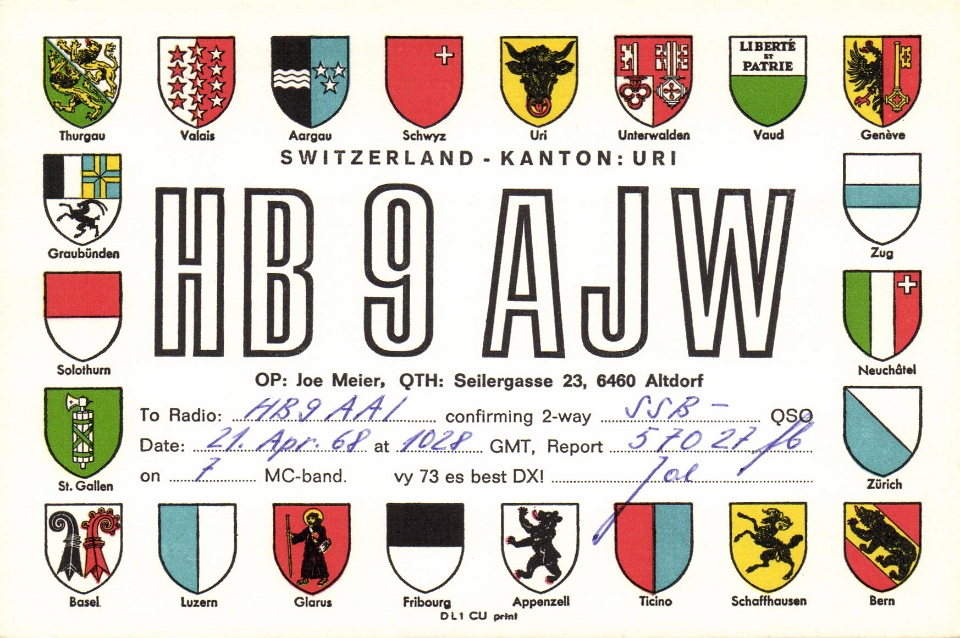 LIBERTÉ
ET
PATRIE
Thurgau Valais Aargau Schwyz Uri Unterwalden Vaud Genève
SWITZERLAND - KANTON: URI
HB 9 AJW
Graubünden Zug
Solothurn Neuchâtel
OP: Joe Meier, QTH: Seilergasse 23, 6460 Altdorf
To Radio: HB9AAI confirming 2-way SSB - QSO
Date: 21. Apr. 68 at 1028 GMT, Report
on 7 MC-band. vy 73 es best DX! Joe
St. Gallen Zürich
Basel Luzern Glarus Fribourg Appenzell Ticino Schaffhausen Bern
DL1 CU print